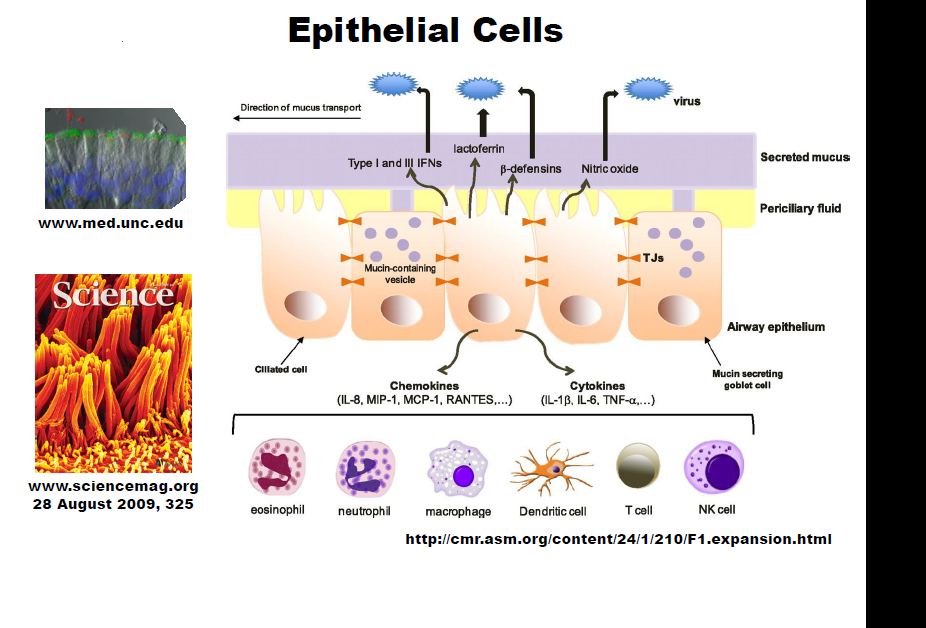 Epithelial Cells
Direction of mucus transport
virus
lactoferrin
Type I and III IFNs
β-defensins
Nitric oxide
Secreted mucus
www.med.unc.edu
Periciliary fluid
TJs
Mucin-containing
vesicle
Science
Airway epithelium
Ciliated cell
Mucin secreting
goblet cell
Chemokines
(IL-8, MIP-1, MCP-1, RANTES,...)
Cytokines
(IL-1β, IL-6, TNF-α,...)
www.sciencemag.org
28 August 2009, 325
eosinophil
neutrophil
macrophage
Dendritic cell
T cell
NK cell
http://cmr.asm.org/content/24/1/210/F1.expansion.html